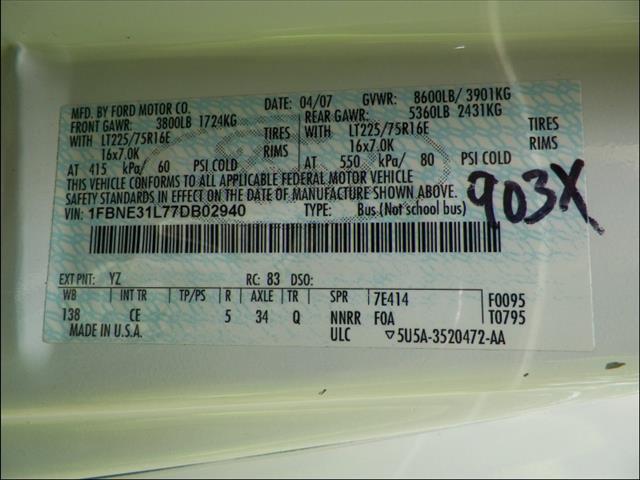 MFD. BY FORD MOTOR CO. DATE: 04/07 GVWR: 8600LB/ 3901KG
FRONT GAWR: 3800LB 1724KG REAR GAWR: 5360LB 2431KG
WITH LT225/75R16E TIRES WITH LT225/75R16E TIRES
16x7.0K RIMS 16x7.0K RIMS
AT 415 kPa/ 60 PSI COLD AT 550 kPa/ 80 PSI COLD
THIS VEHICLE CONFORMS TO ALL APPLICABLE FEDERAL MOTOR VEHICLE
SAFETY STANDARDS IN EFFECT ON THE DATE OF MANUFACTURE SHOWN ABOVE.
VIN: 1FBNE31L77DB02940 TYPE: Bus (Not school bus)
903X
EXT PNT: YZ RC: 83 DSO:
WB INT TR TP/PS R AXLE TR SPR 7E414 F0095
138 CE 5 34 Q NNRR FOA T0795
MADE IN U.S.A. ULC ▽5U5A-3520472-AA